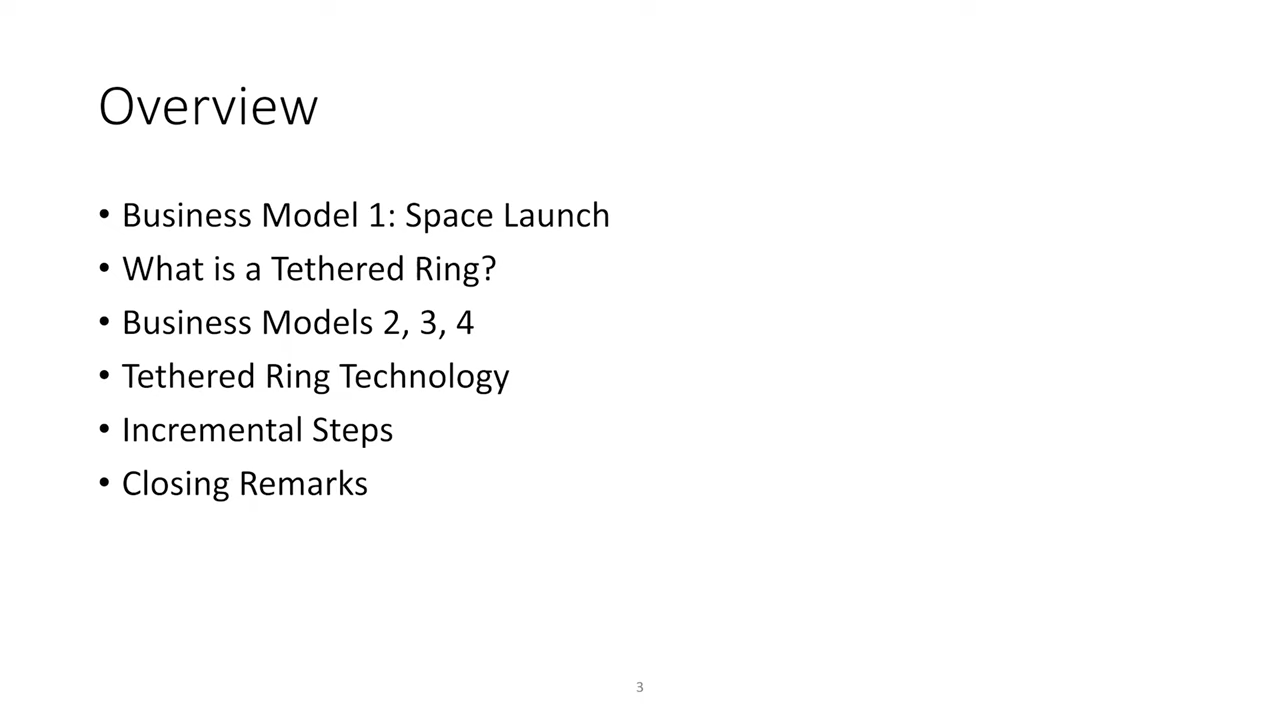 Overview
• Business Model 1: Space Launch
• What is a Tethered Ring?
• Business Models 2, 3, 4
• Tethered Ring Technology
• Incremental Steps
• Closing Remarks
3